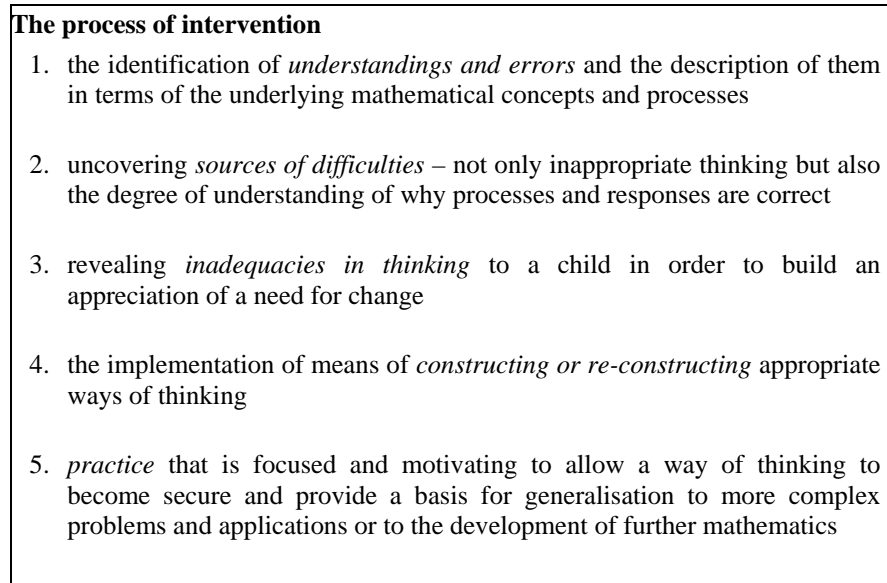 The process of intervention
1. the identification of understandings and errors and the description of them
in terms of the underlying mathematical concepts and processes
2. uncovering sources of difficulties – not only inappropriate thinking but also
the degree of understanding of why processes and responses are correct
3. revealing inadequacies in thinking to a child in order to build an
appreciation of a need for change
4. the implementation of means of constructing or re-constructing appropriate
ways of thinking
5. practice that is focused and motivating to allow a way of thinking to
become secure and provide a basis for generalisation to more complex
problems and applications or to the development of further mathematics